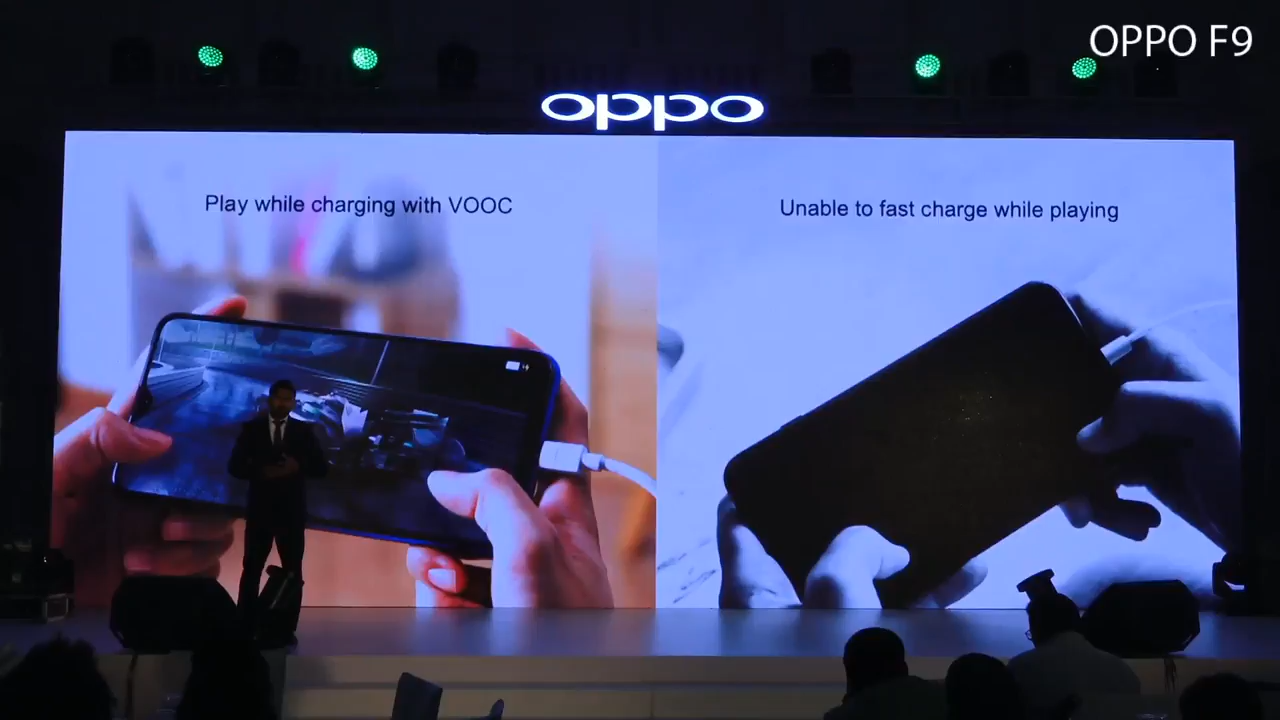 OPPO F9
oppo
Play while charging with VOOC
Unable to fast charge while playing